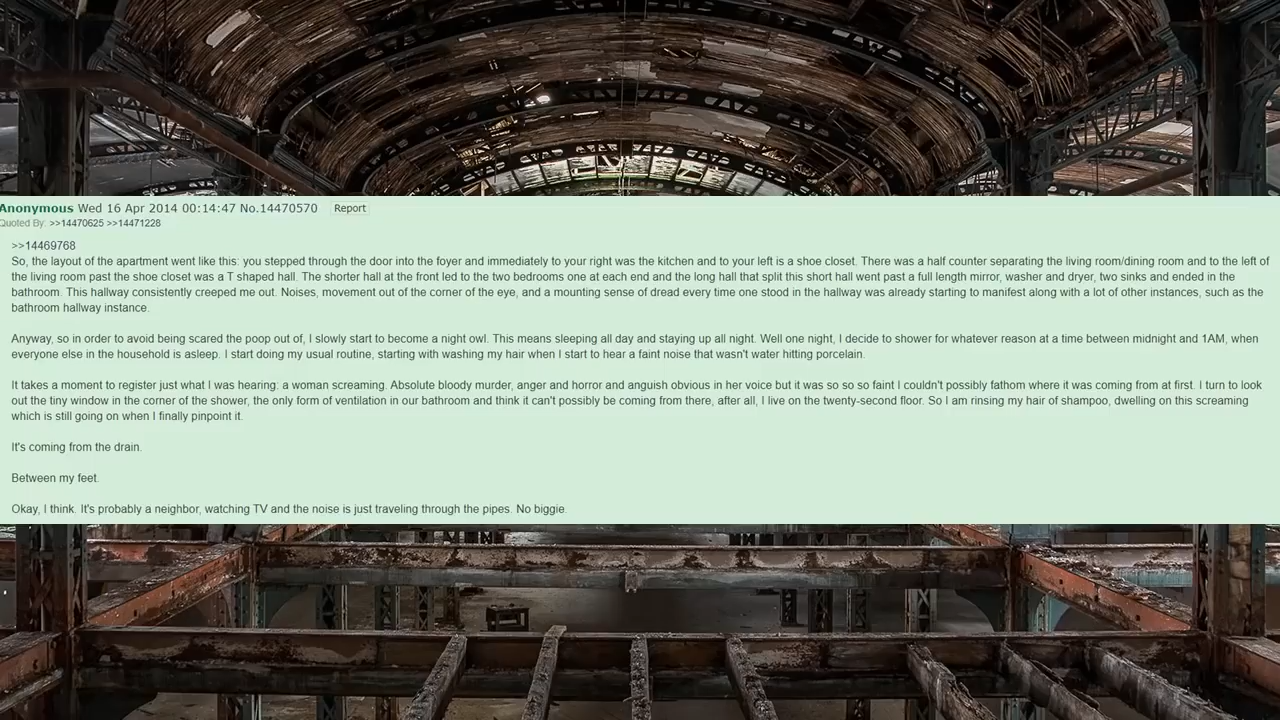 Anonymous Wed 16 Apr 2014 00:14:47 No.14470570 Report
Quoted By: >>14470625 >>14471228
>>14469768
So, the layout of the apartment went like this: you stepped through the door into the foyer and immediately to your right was the kitchen and to your left is a shoe closet. There was a half counter separating the living room/dining room and to the left of
the living room past the shoe closet was a T shaped hall. The shorter hall at the front led to the two bedrooms one at each end and the long hall that split this short hall went past a full length mirror, washer and dryer, two sinks and ended in the
bathroom. This hallway consistently creeped me out. Noises, movement out of the corner of the eye, and a mounting sense of dread every time one stood in the hallway was already starting to manifest along with a lot of other instances, such as the
bathroom hallway instance.
Anyway, so in order to avoid being scared the poop out of, I slowly start to become a night owl. This means sleeping all day and staying up all night. Well one night, I decide to shower for whatever reason at a time between midnight and 1AM, when
everyone else in the household is asleep. I start doing my usual routine, starting with washing my hair when I start to hear a faint noise that wasn't water hitting porcelain.
It takes a moment to register just what I was hearing: a woman screaming. Absolute bloody murder, anger and horror and anguish obvious in her voice but it was so so so faint I couldn't possibly fathom where it was coming from at first. I turn to look
out the tiny window in the corner of the shower, the only form of ventilation in our bathroom and think it can't possibly be coming from there, after all, I live on the twenty-second floor. So I am rinsing my hair of shampoo, dwelling on this screaming
which is still going on when I finally pinpoint it.
It's coming from the drain.
Between my feet.
Okay, I think. It's probably a neighbor, watching TV and the noise is just traveling through the pipes. No biggie.